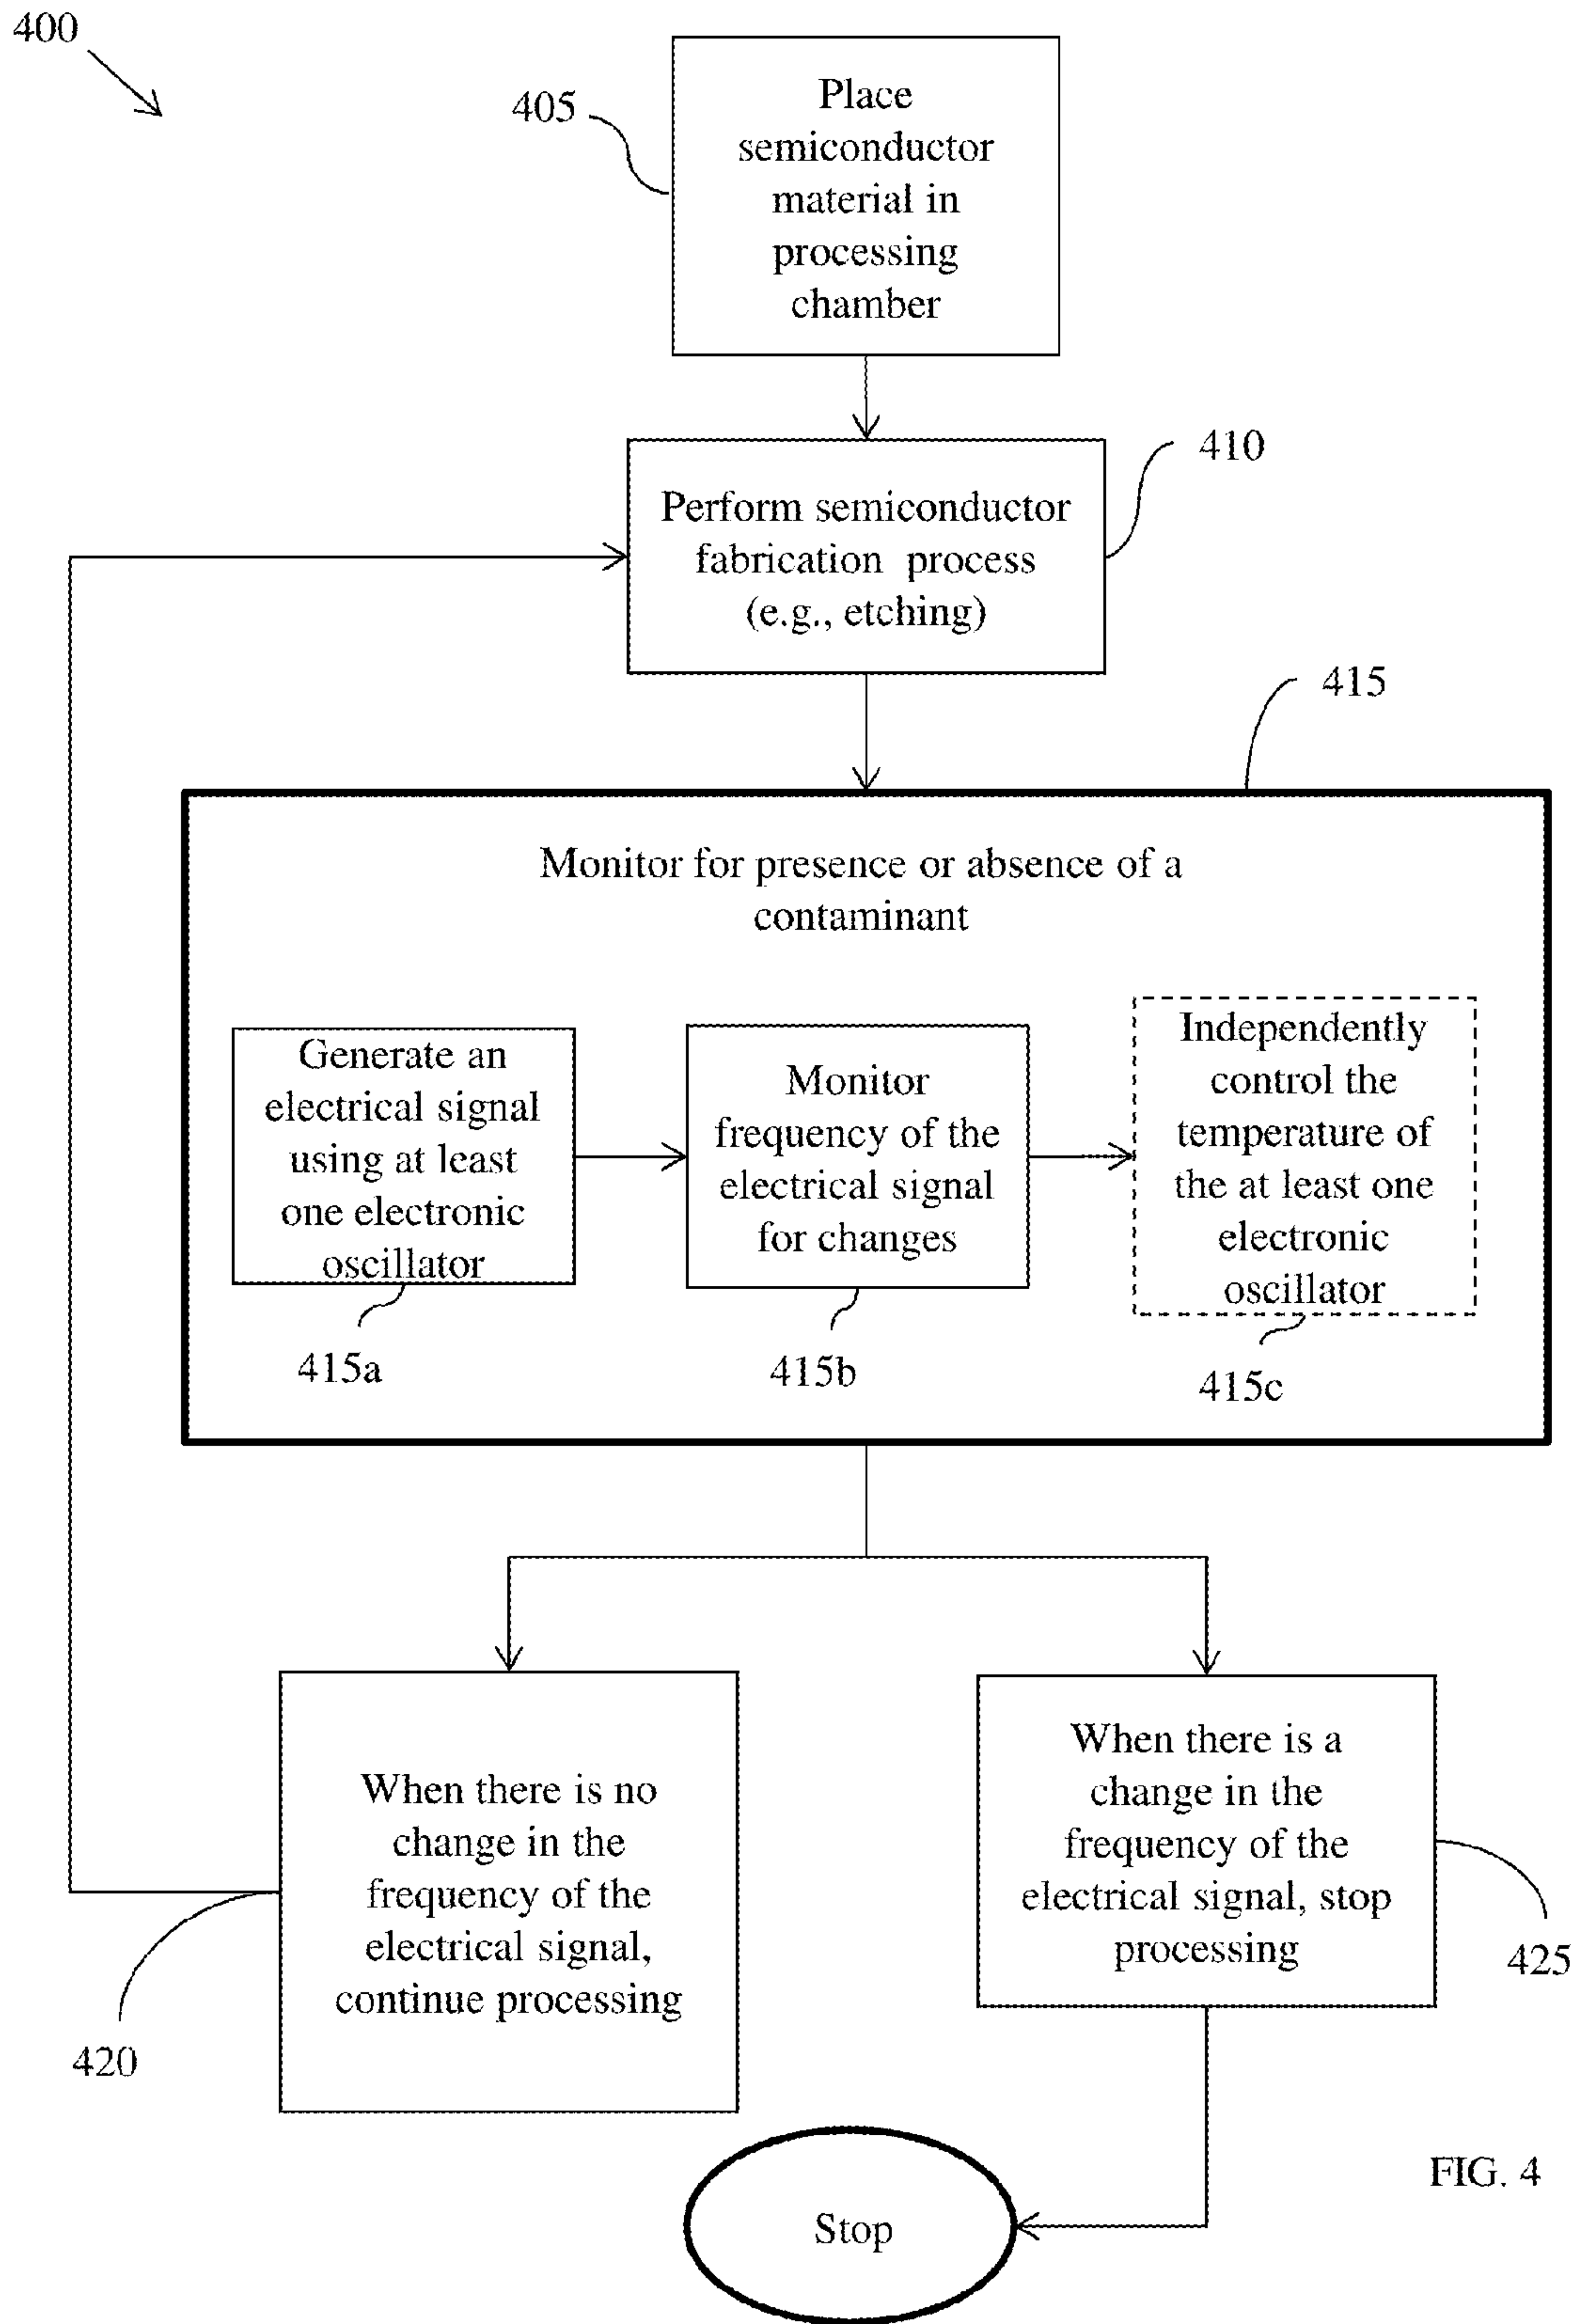 400
405
Place
semiconductor
material in
processing
chamber
410
Perform semiconductor
fabrication process
(e.g., etching)
415
Monitor for presence or absence of a
contaminant
Generate an
electrical signal
using at least
one electronic
oscillator
415a
Monitor
frequency of the
electrical signal
for changes
415b
Independently
control the
temperature of
the at least one
electronic
oscillator
415c
When there is no
change in the
frequency of the
electrical signal,
continue processing
420
When there is a
change in the
frequency of the
electrical signal, stop
processing
425
Stop
FIG. 4